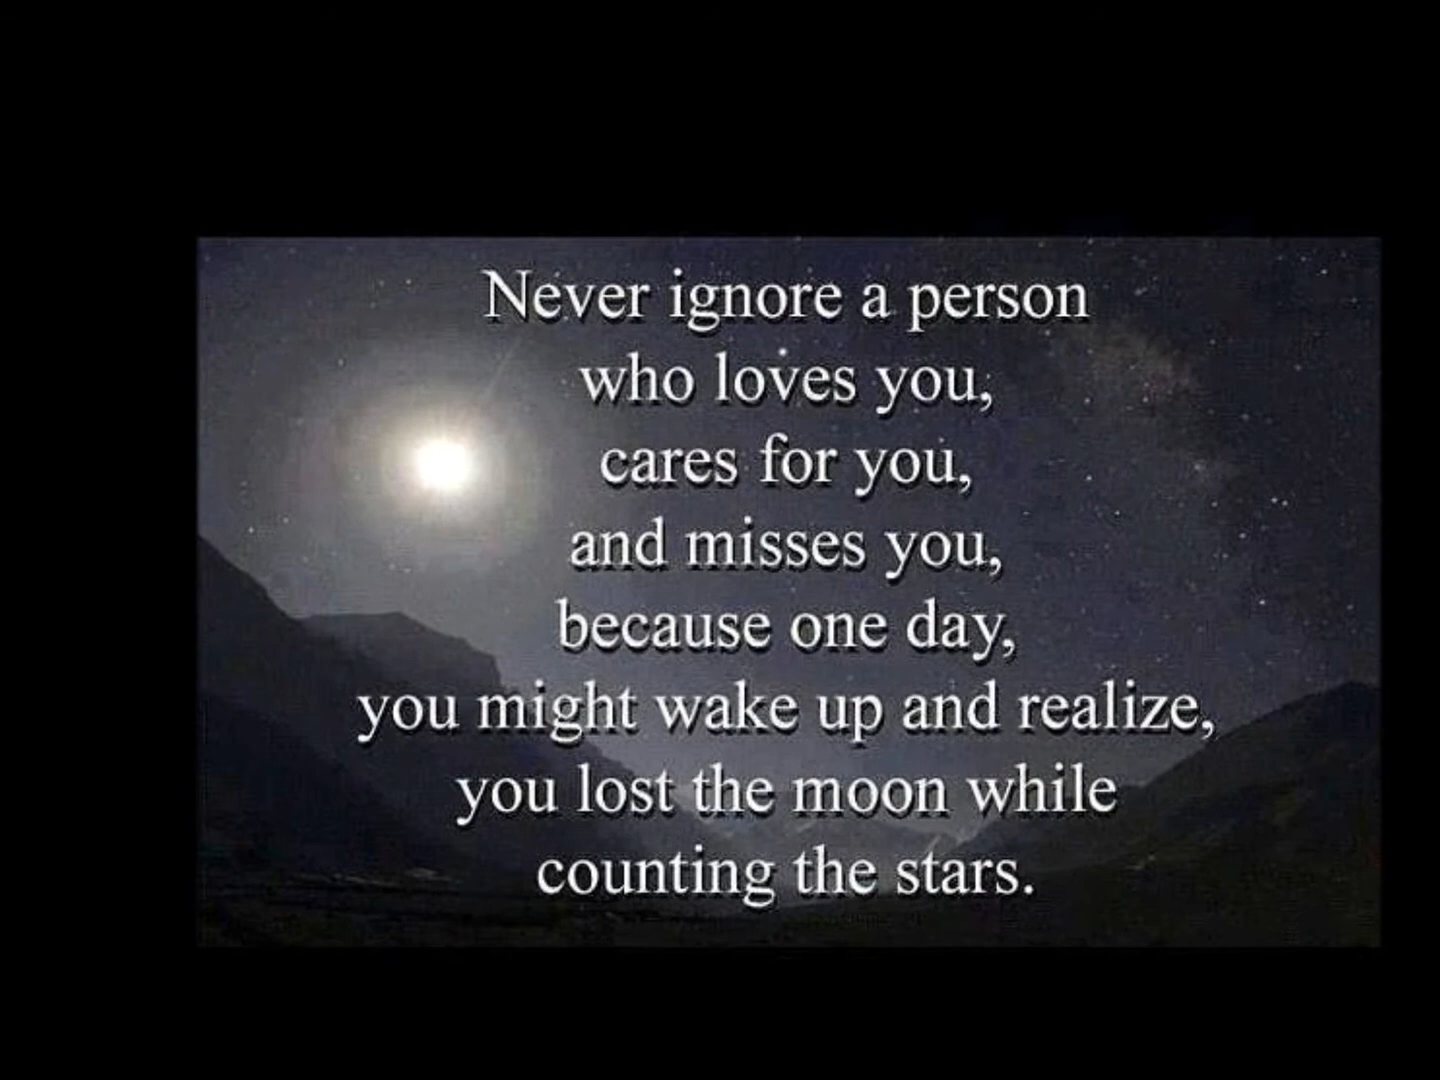 Never ignore a person
who loves you,
cares for you,
and misses you,
because one day,
you might wake up and realize,
you lost the moon while
counting the stars.